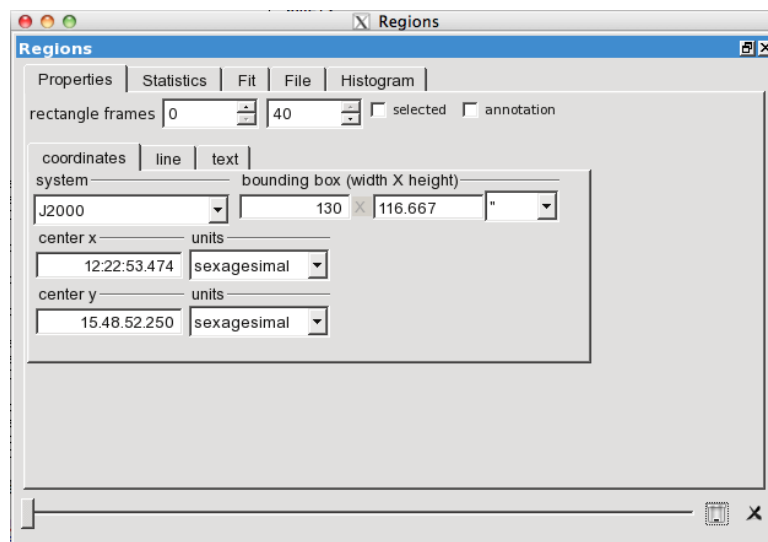 Regions
Regions
Properties Statistics Fit File Histogram
rectangle frames 0 40 selected annotation
coordinates line text
system bounding box (width X height)
J2000 130 X 116.667 "
center x units
12:22:53.474 sexagesimal
center y units
15.48.52.250 sexagesimal